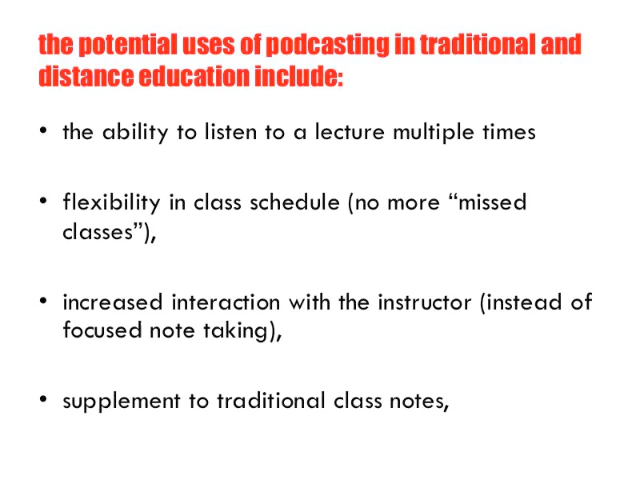 the potential uses of podcasting in traditional and
distance education include:
• the ability to listen to a lecture multiple times
• flexibility in class schedule (no more “missed
classes”),
• increased interaction with the instructor (instead of
focused note taking),
• supplement to traditional class notes,